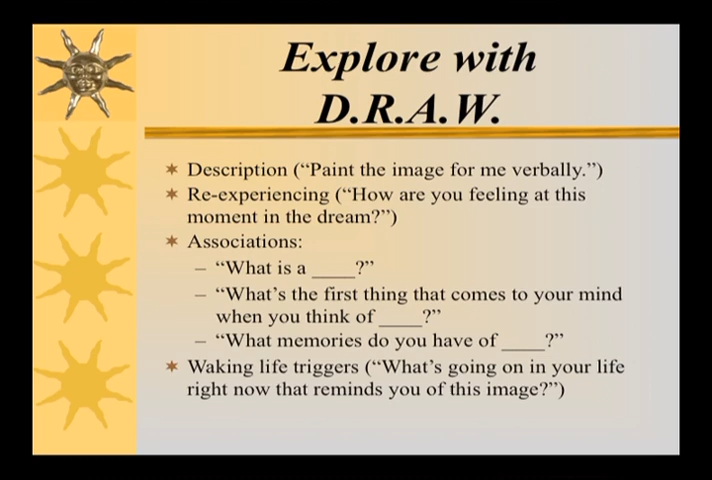 Explore with
D.R.A.W.
Description (“Paint the image for me verbally.”)
Re-experiencing (“How are you feeling at this
moment in the dream?”)
Associations:
– “What is a ____?”
– “What’s the first thing that comes to your mind
when you think of ____?”
– “What memories do you have of ____?”
Waking life triggers (“What’s going on in your life
right now that reminds you of this image?”)